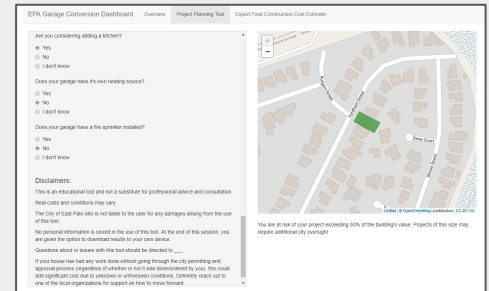 EPA Garage Conversion Dashboard Overview Project Planning Tool Export Final Construction Cost Estimate
Are you considering adding a kitchen?
Yes
No
I don't know
Does your garage have it's own heating source?
Yes
No
I don't know
Does your garage have a fire sprinkler installed?
Yes
No
I don't know
Disclaimers:
This is an educational tool and not a substitute for professional advice and consultation.
Real costs and conditions may vary.
The City of East Palo Alto is not liable to the user for any damages arising from the use
of this tool.
No personal information is stored in the use of this tool. At the end of this session, you
are given the option to download results to your own device.
Questions about or issues with this tool should be directed to ___.
If your house has had any work done without going through the city permitting and
approval process (regardless of whether or not it was done/ordered by you), this could
add significant cost due to unknown or unforeseen conditions. Definitely reach out to
one of the local organizations for support on how to move forward.
+
−
Rutgers Street
Fordham Street
Drew Court
Leaflet | © OpenStreetMap contributors, CC-BY-SA
You are at risk of your project exceeding 50% of the building's value. Projects of this size may
require additional city oversight